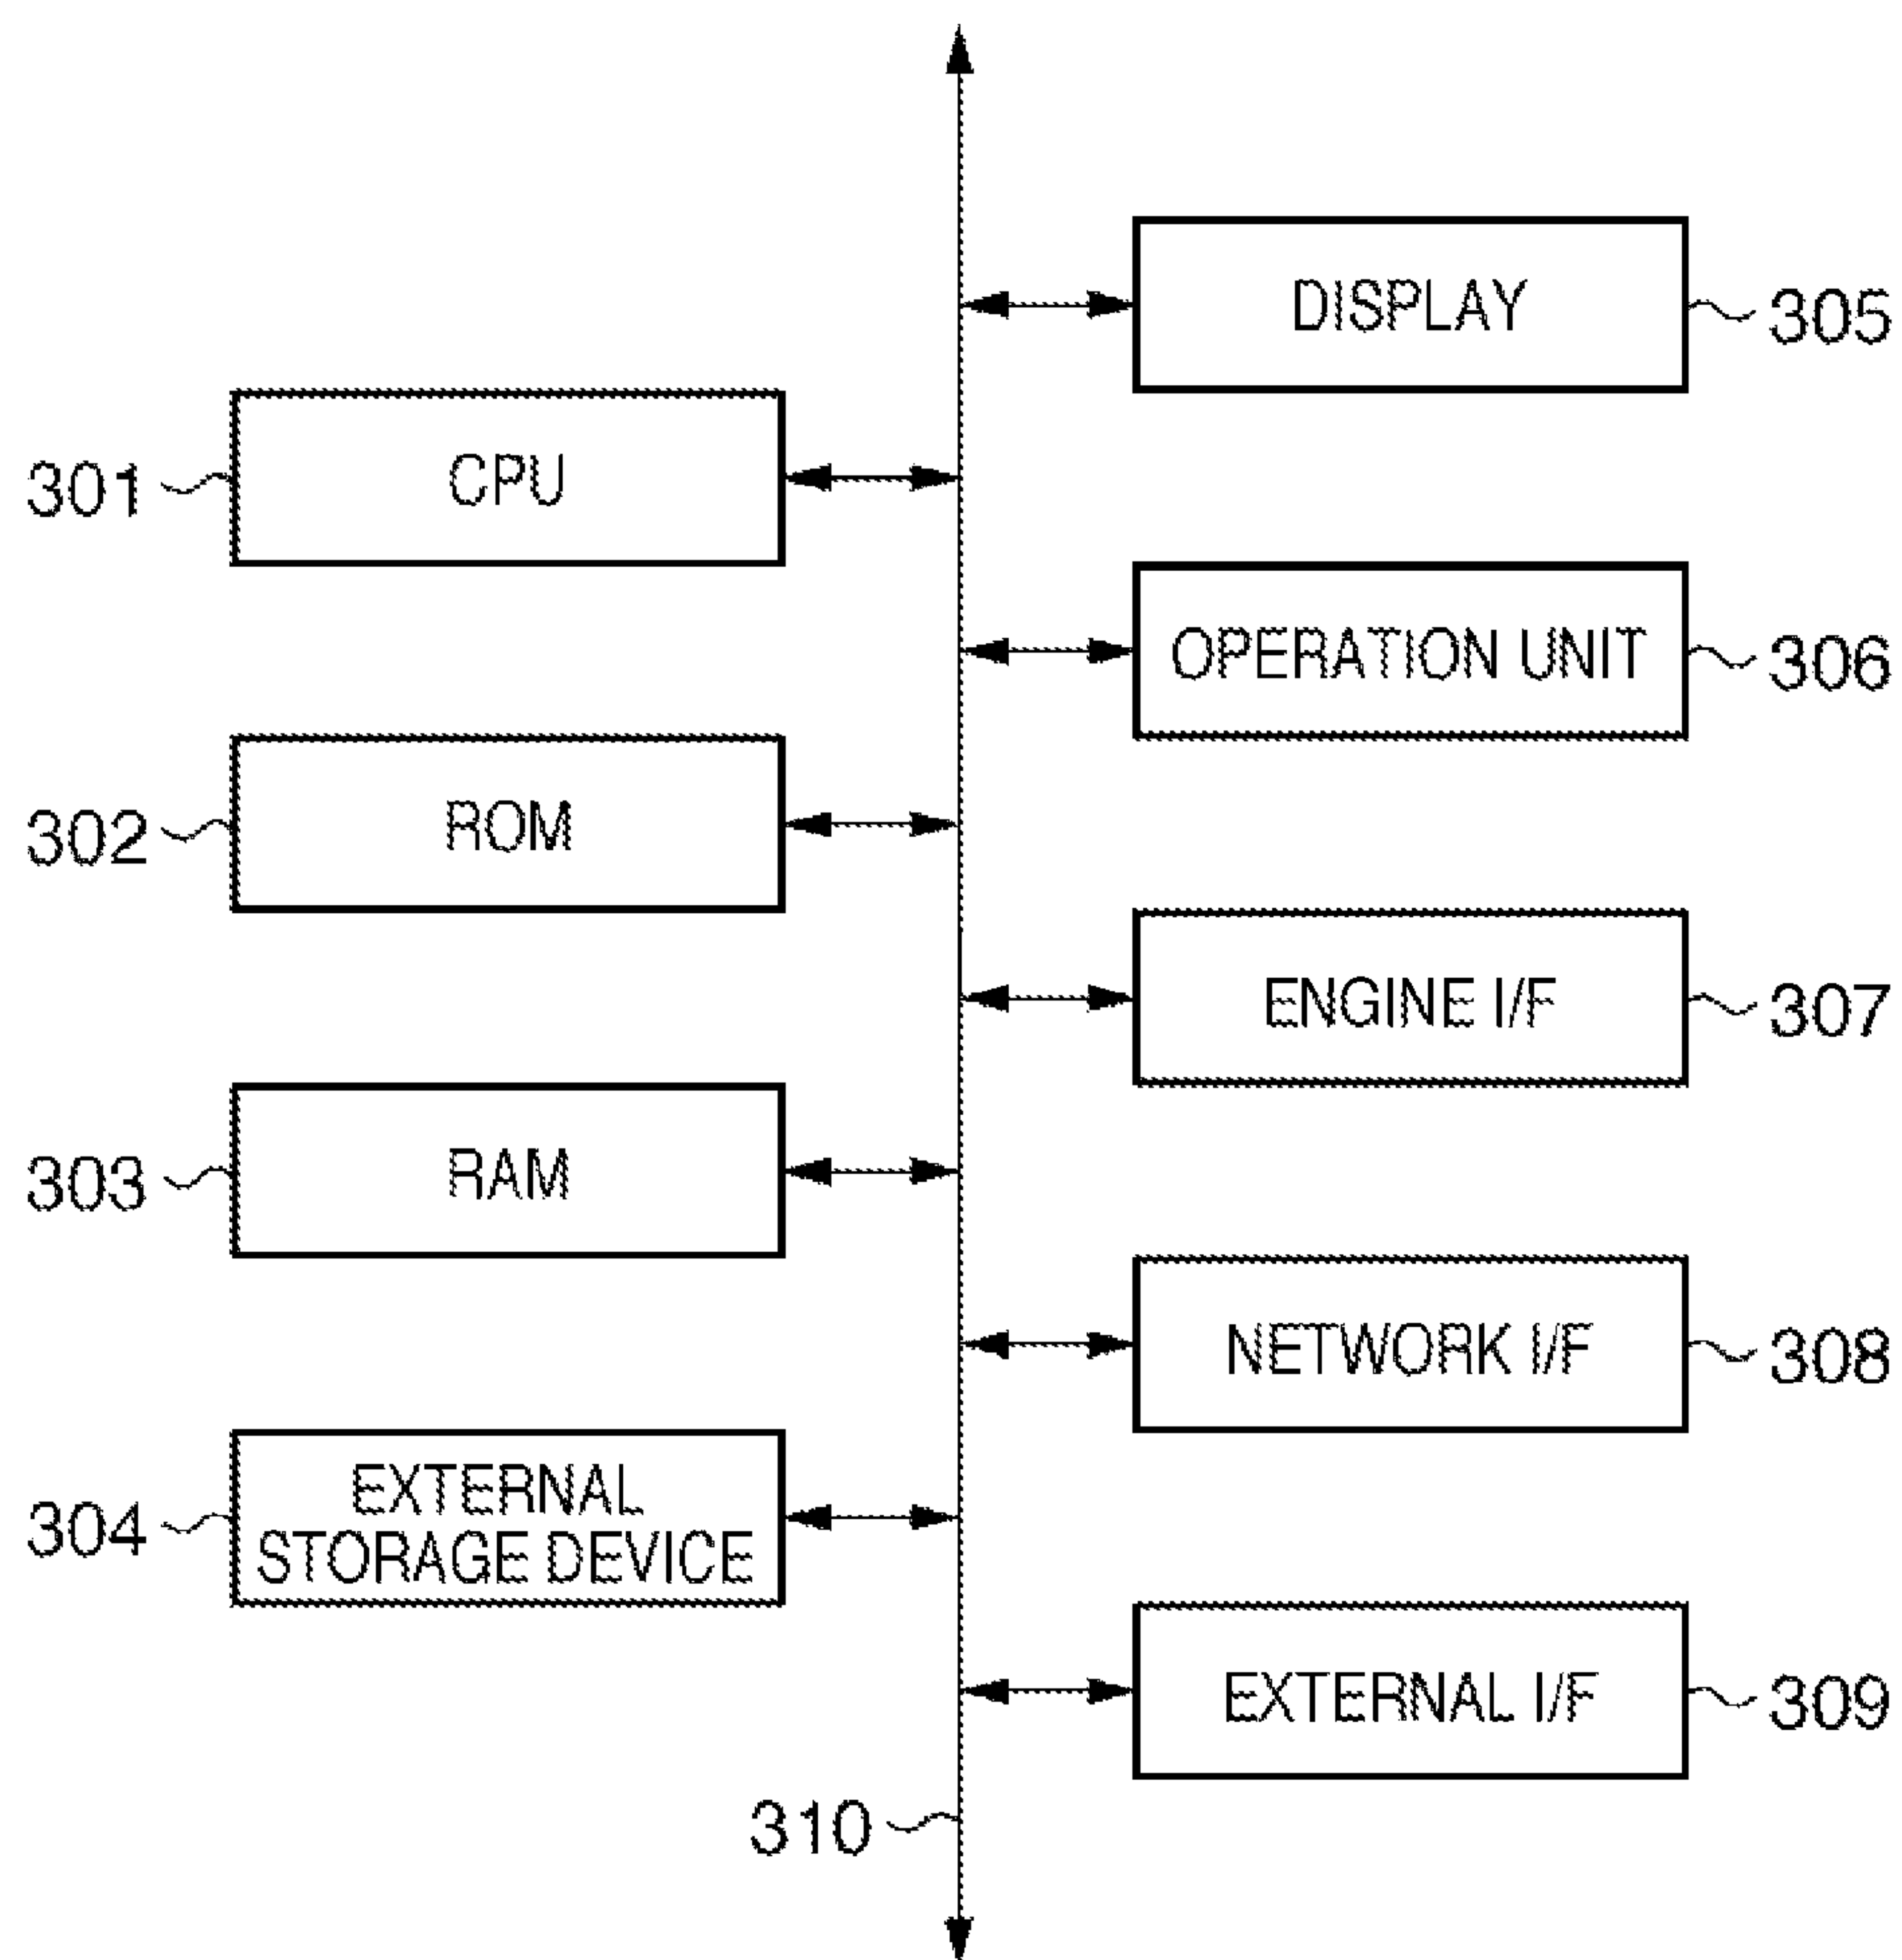 DISPLAY
305
301
CPU
OPERATION UNIT
306
302
ROM
ENGINE I/F
307
303
RAM
NETWORK I/F
308
304
EXTERNAL
STORAGE DEVICE
EXTERNAL I/F
309
310